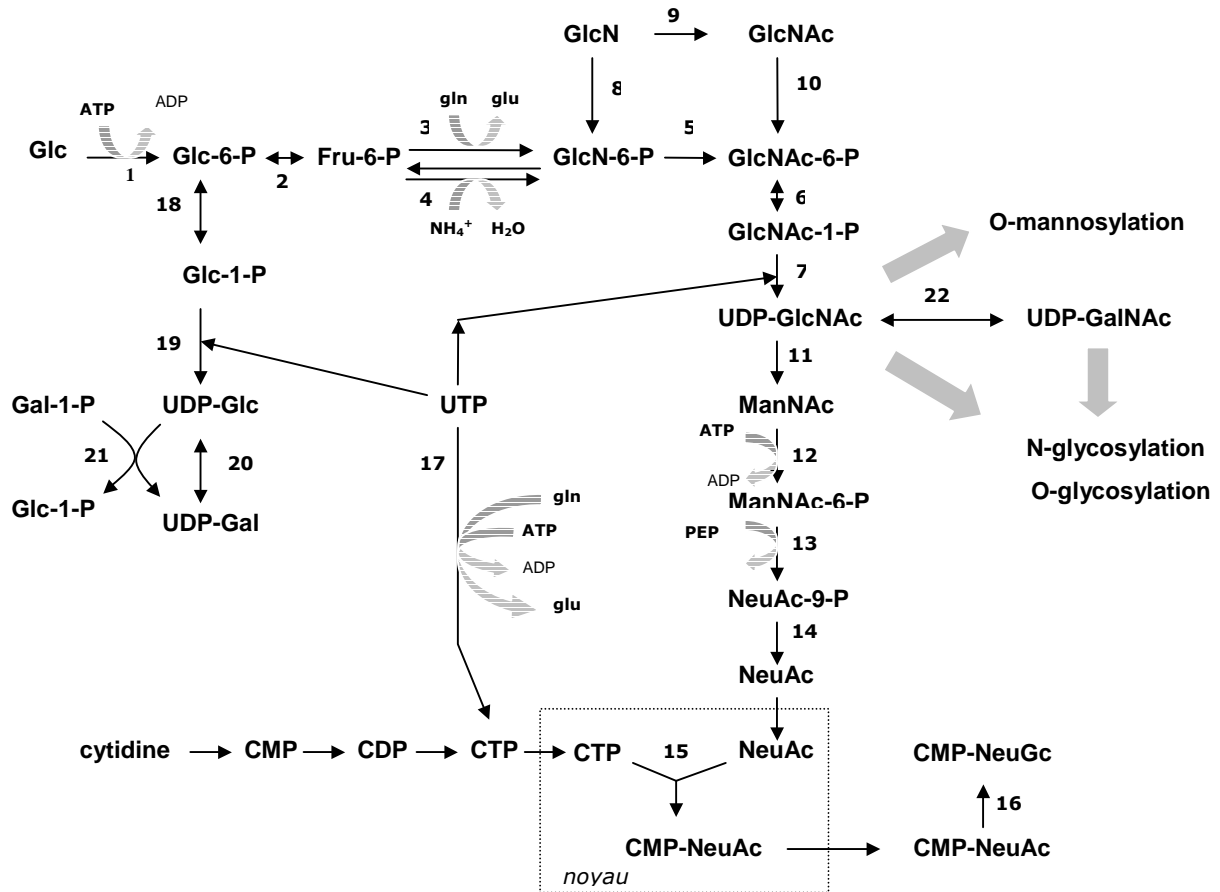 9
GlcN
GlcNAc
8
10
ATP
ADP
gln
glu
3
5
Glc
Glc-6-P
Fru-6-P
GlcN-6-P
GlcNAc-6-P
1
2
4
18
6
NH4+
H2O
GlcNAc-1-P
O-mannosylation
Glc-1-P
7
22
UDP-GlcNAc
UDP-GalNAc
19
11
Gal-1-P
UDP-Glc
UTP
ManNAc
ATP
21
20
17
12
N-glycosylation
ADP
O-glycosylation
Glc-1-P
gln
ManNAc-6-P
UDP-Gal
ATP
PEP
13
ADP
glu
NeuAc-9-P
14
NeuAc
cytidine
CMP
CDP
CTP
CTP
15
NeuAc
CMP-NeuGc
16
CMP-NeuAc
CMP-NeuAc
noyau